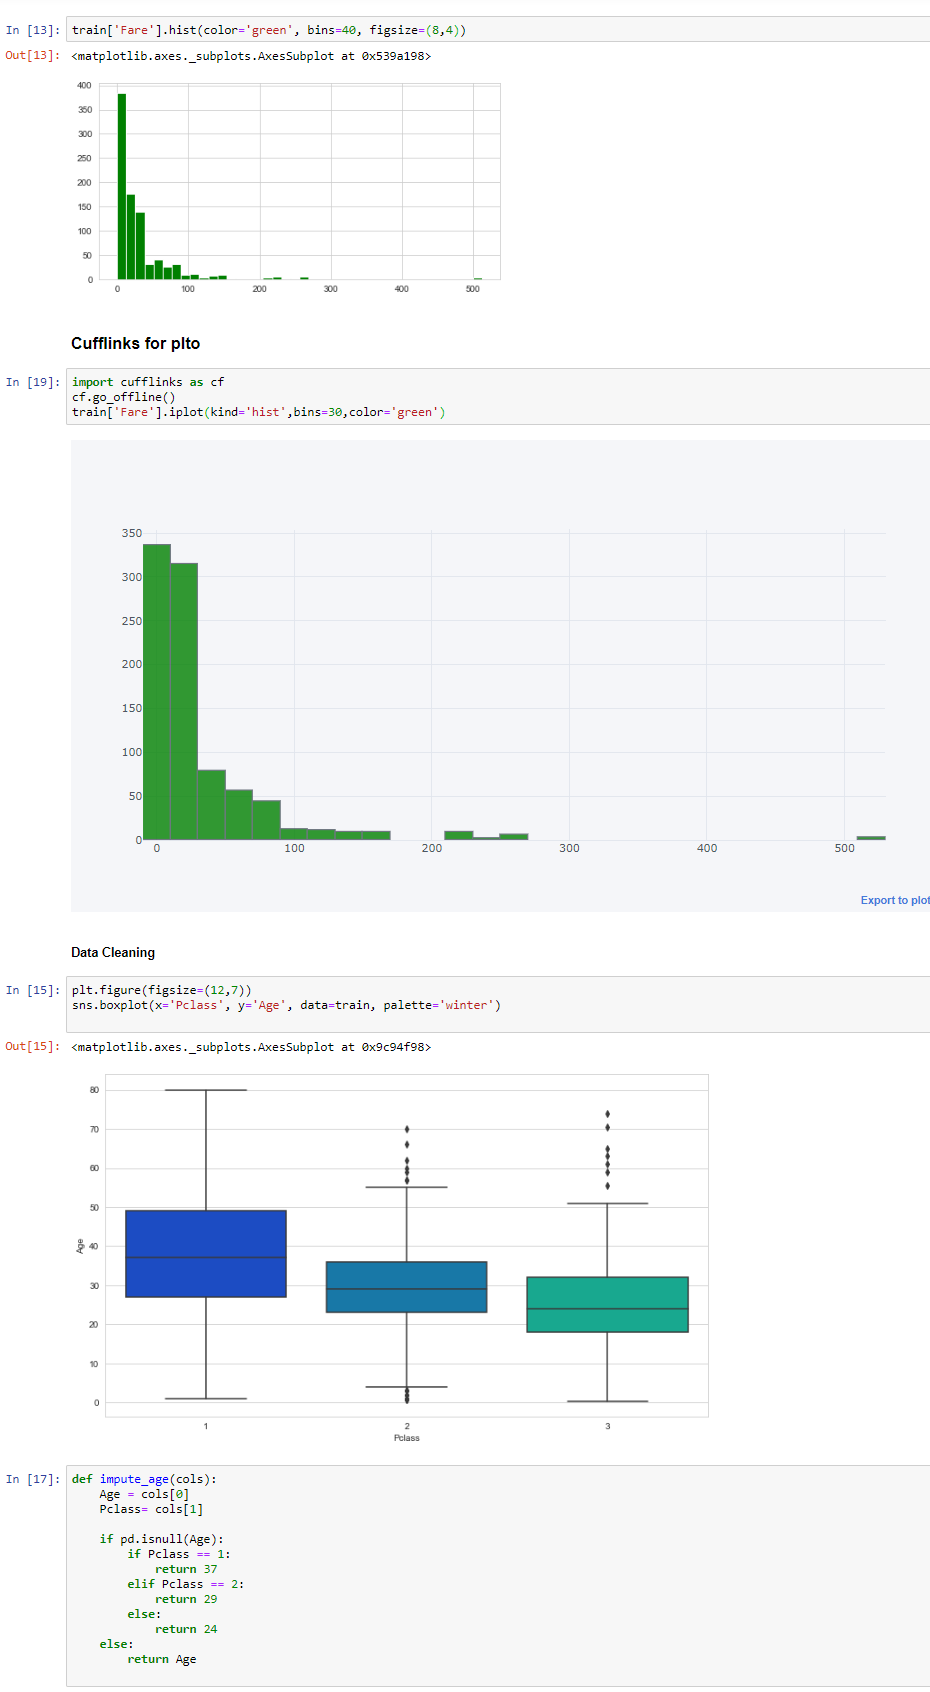 In [13]: train['Fare'].hist(color='green', bins=40, figsize=(8,4))
Out[13]: <matplotlib.axes._subplots.AxesSubplot at 0x539a198>
400
350
300
250
200
150
100
50
0
0 100 200 300 400 500
Cufflinks for plto
In [19]: import cufflinks as cf
cf.go_offline()
train['Fare'].iplot(kind='hist',bins=30,color='green')
350
300
250
200
150
100
50
0
0 100 200 300 400 500
Export to plot
Data Cleaning
In [15]: plt.figure(figsize=(12,7))
sns.boxplot(x='Pclass', y='Age', data=train, palette='winter')
Out[15]: <matplotlib.axes._subplots.AxesSubplot at 0x9c94f98>
80
70
60
50
Age
40
30
20
10
0
1 2 3
Pclass
In [17]: def impute_age(cols):
    Age = cols[0]
    Pclass= cols[1]
    if pd.isnull(Age):
        if Pclass == 1:
            return 37
        elif Pclass == 2:
            return 29
        else:
            return 24
    else:
        return Age